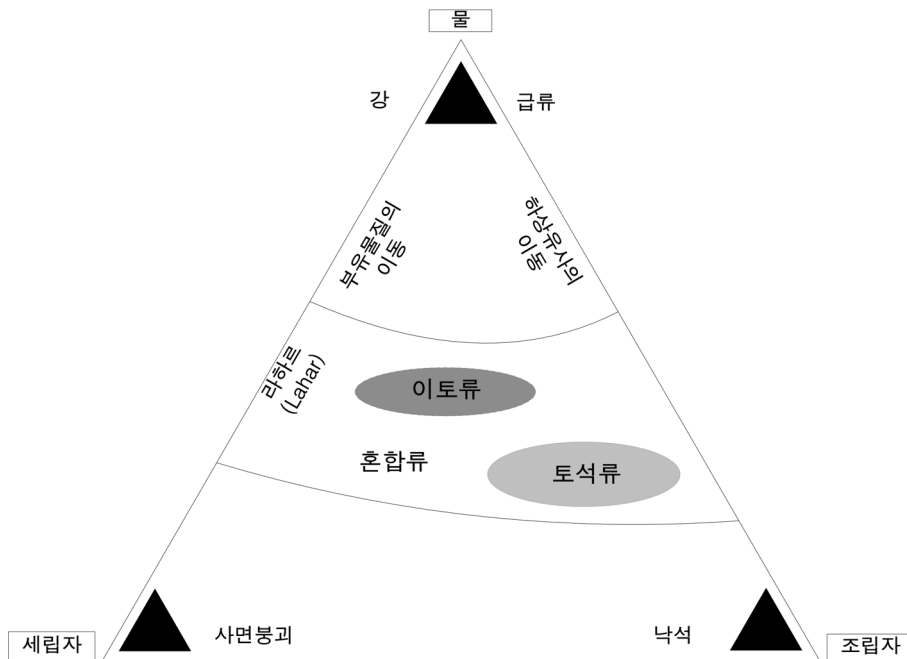 물
강
급류
부유물질의
이동
하상유사의
이동
라하르
(Lahar)
이토류
혼합류
토석류
세립자
사면붕괴
낙석
조립자